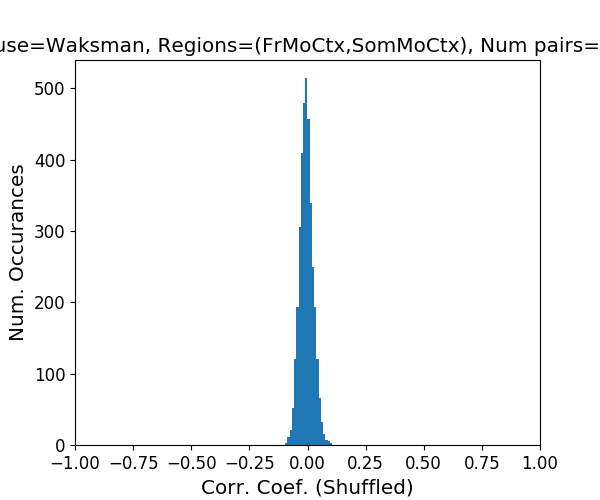 use=Waksman, Regions=(FrMoCtx,SomMoCtx), Num pairs=
500
400
300
200
100
0
Num. Occurances
−1.00 −0.75 −0.50 −0.25 0.00 0.25 0.50 0.75 1.00
Corr. Coef. (Shuffled)